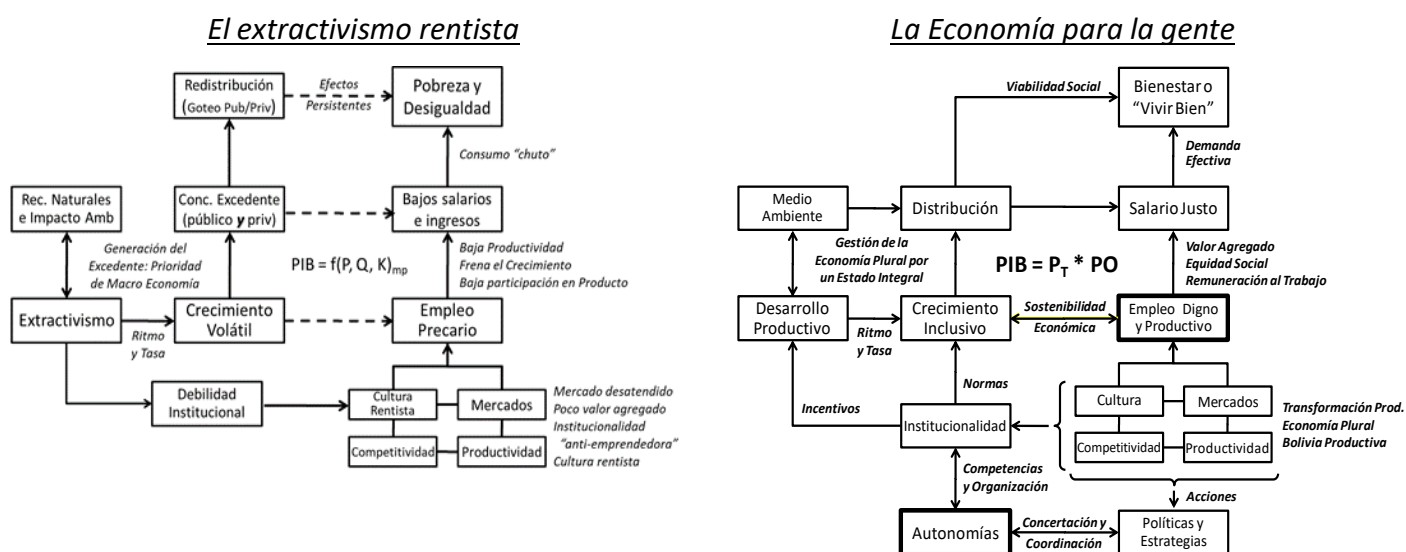 El extractivismo rentista
Redistribución
(Goteo Pub/Priv)
Efectos
Persistentes
Pobreza y
Desigualdad
Consumo "chuto"
Rec. Naturales
e Impacto Amb
Conc. Excedente
(público y priv)
Bajos salarios
e ingresos
Generación del
Excedente: Prioridad
de Macro Economía
PIB = f(P, Q, K)mp
Baja Productividad
Frena el Crecimiento
Baja participación en Producto
Extractivismo
Ritmo
y Tasa
Crecimiento
Volátil
Empleo
Precario
Debilidad
Institucional
Cultura
Rentista
Mercados
Competitividad
Productividad
Mercado desatendido
Poco valor agregado
Institucionalidad
"anti-emprendedora"
Cultura rentista
La Economía para la gente
Viabilidad Social
Bienestar o
"Vivir Bien"
Demanda
Efectiva
Medio
Ambiente
Distribución
Salario Justo
Gestión de la
Economía Plural por
un Estado Integral
PIB = PT * PO
Valor Agregado
Equidad Social
Remuneración al Trabajo
Desarrollo
Productivo
Ritmo
y Tasa
Crecimiento
Inclusivo
Sostenibilidad
Económica
Empleo Digno
y Productivo
Incentivos
Normas
Institucionalidad
Cultura
Mercados
Competitividad
Productividad
Transformación Prod.
Economía Plural
Bolivia Productiva
Competencias
y Organización
Acciones
Autonomías
Concertación y
Coordinación
Políticas y
Estrategias